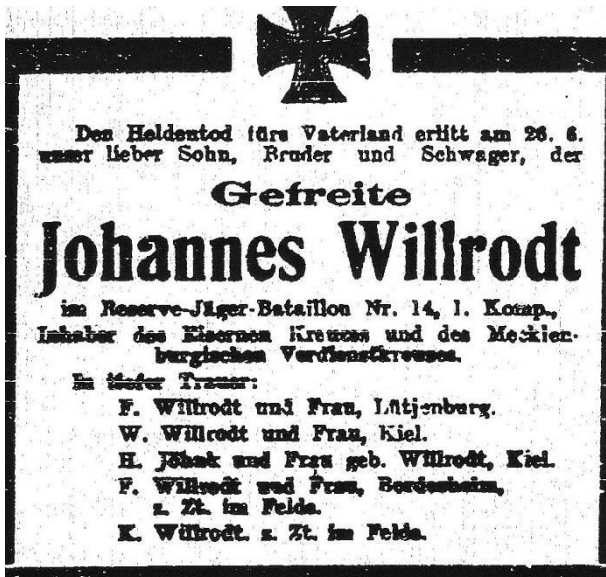 Den Heldentod fürs Vaterland erlitt am 26. 6.
unser lieber Sohn, Bruder und Schwager, der
Gefreite
Johannes Willrodt
im Reserve-Jäger-Bataillon Nr. 14, 1. Komp.,
Inhaber des Eisernen Kreuzes und des Mecklen-
burgischen Verdienstkreuzes.
In tiefer Trauer:
F. Willrodt und Frau, Lütjenburg.
W. Willrodt und Frau, Kiel.
H. Jöhnk und Frau geb. Willrodt, Kiel.
F. Willrodt und Frau, Bordesholm,
z. Zt. im Felde.
K. Willrodt, z. Zt. im Felde.